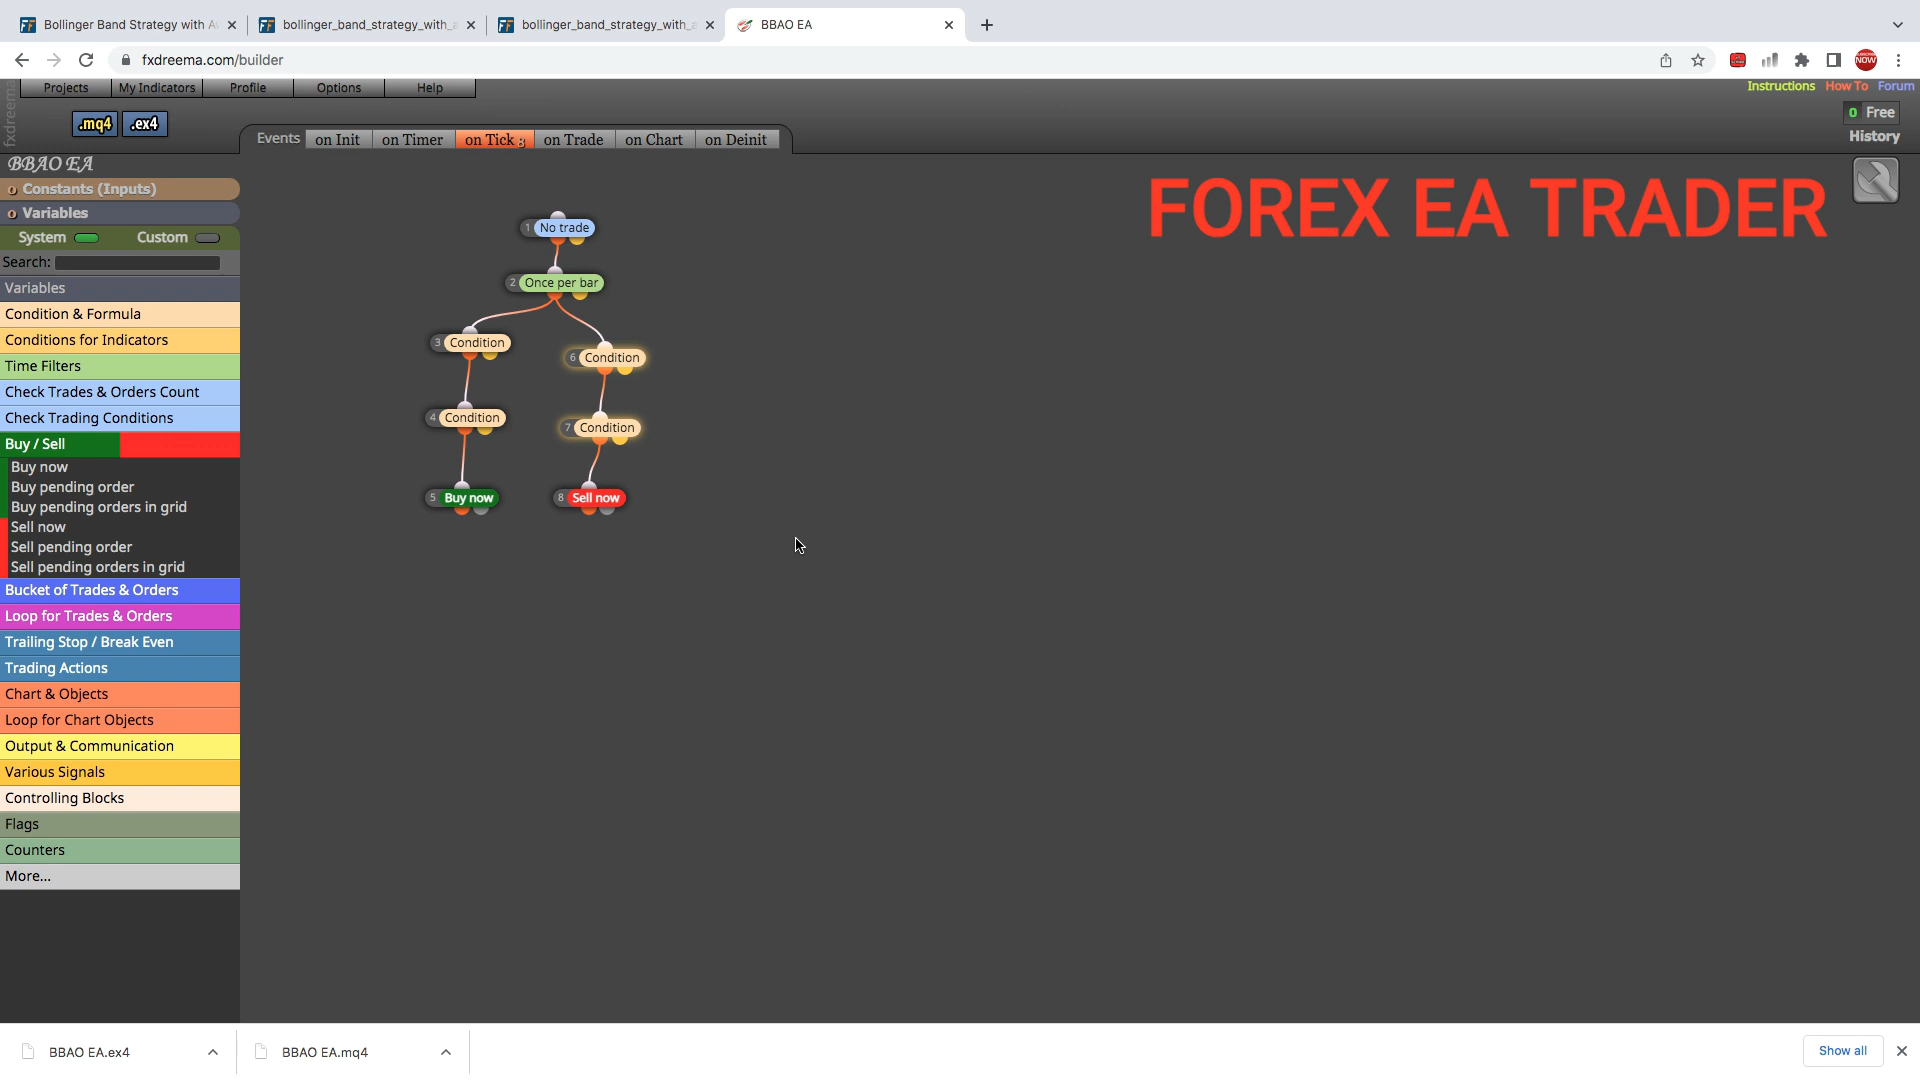 Bollinger Band Strategy with A
bollinger_band_strategy_with_a
bollinger_band_strategy_with_a
BBAO EA
fxdreema.com/builder
Projects
My Indicators
Profile
Options
Help
Instructions
How To
Forum
fxdreema
.mq4
.ex4
0 Free
History
Events
on Init
on Timer
on Tick 8
on Trade
on Chart
on Deinit
BBAO EA
0 Constants (Inputs)
0 Variables
System
Custom
Search:
Variables
Condition & Formula
Conditions for Indicators
Time Filters
Check Trades & Orders Count
Check Trading Conditions
Buy / Sell
Buy now
Buy pending order
Buy pending orders in grid
Sell now
Sell pending order
Sell pending orders in grid
Bucket of Trades & Orders
Loop for Trades & Orders
Trailing Stop / Break Even
Trading Actions
Chart & Objects
Loop for Chart Objects
Output & Communication
Various Signals
Controlling Blocks
Flags
Counters
More...
1 No trade
2 Once per bar
3 Condition
6 Condition
4 Condition
7 Condition
5 Buy now
8 Sell now
FOREX EA TRADER
BBAO EA.ex4
BBAO EA.mq4
Show all